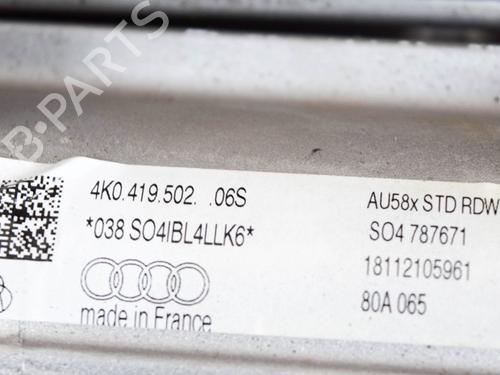 B-PARTS
4K0.419.502. .06S
*038 SO4IBL4LLK6*
made in France
AU58x STD RDW
SO4 787671
18112105961
80A 065